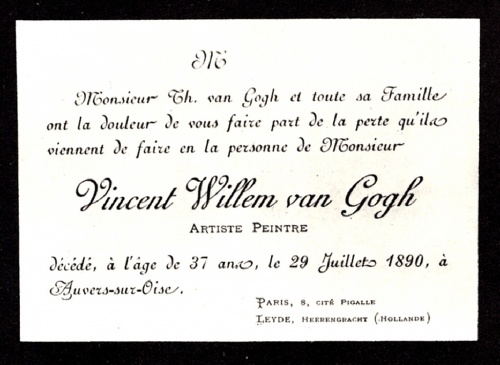 M
Monsieur Th. van Gogh et toute sa Famille
ont la douleur de vous faire part de la perte qu'ils
viennent de faire en la personne de Monsieur
Vincent Willem van Gogh
ARTISTE PEINTRE
décédé, à l'âge de 37 ans, le 29 Juillet 1890, à
Auvers-sur-Oise.
PARIS, 8, CITÉ PIGALLE
LEYDE, HEERENGRACHT (HOLLANDE)